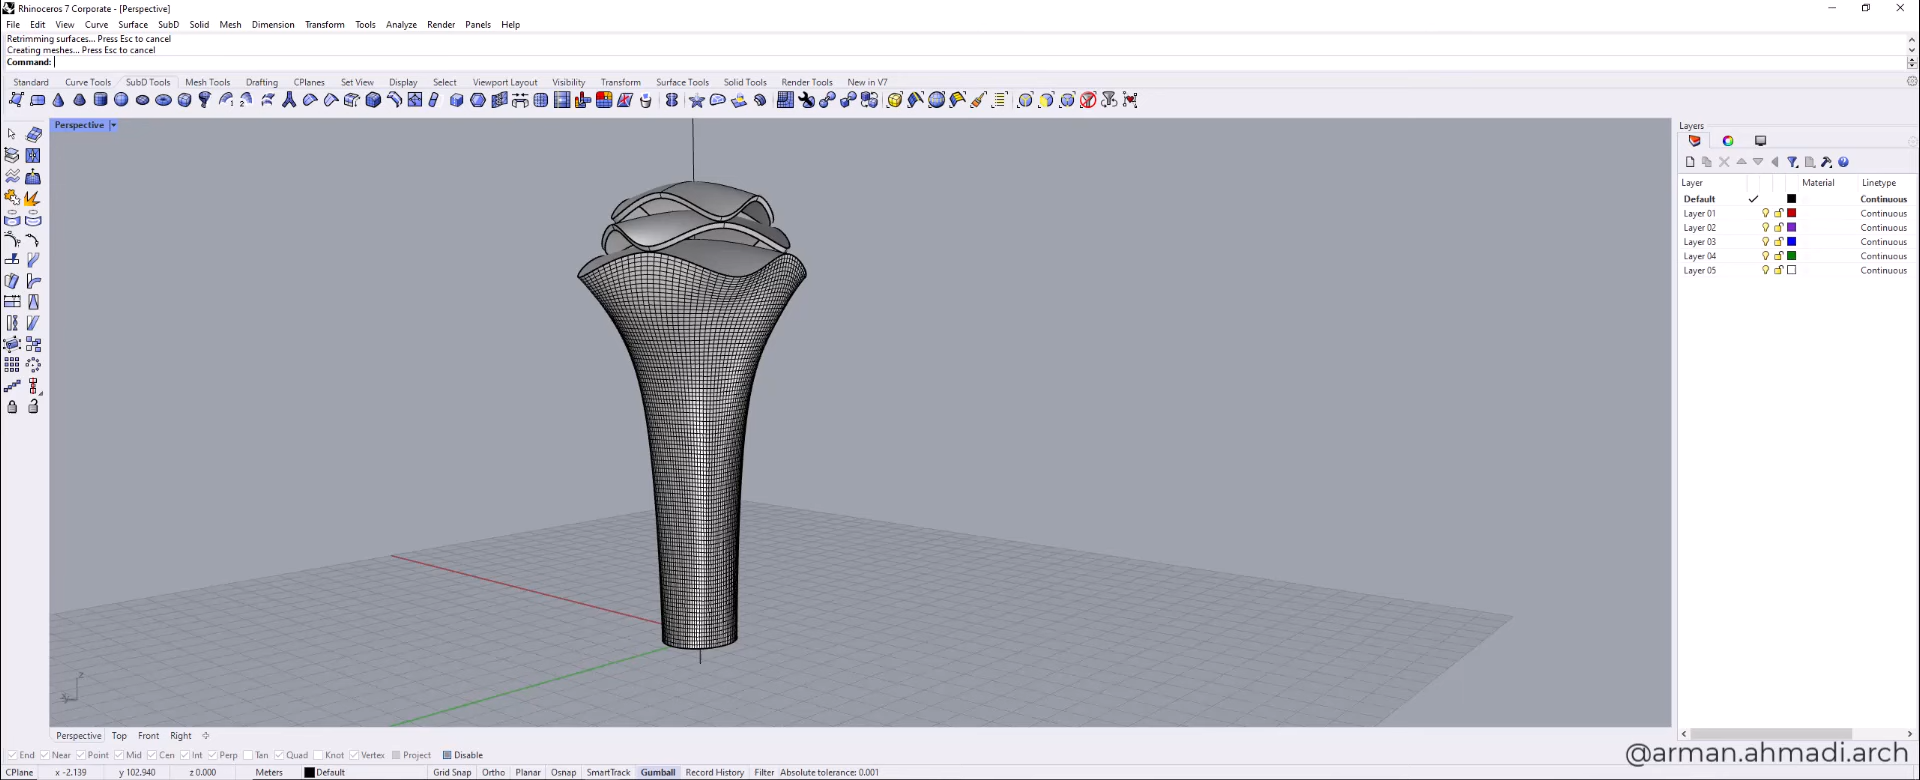 Rhinoceros 7 Corporate - [Perspective]
File Edit View Curve Surface SubD Solid Mesh Dimension Transform Tools Analyze Render Panels Help
Retrimming surfaces... Press Esc to cancel
Creating meshes... Press Esc to cancel
Command:
Standard Curve Tools SubD Tools Mesh Tools Drafting CPlanes Set View Display Select Viewport Layout Visibility Transform Surface Tools Solid Tools Render Tools New in V7
Perspective
Layers
Layer Material Linetype
Default Continuous
Layer 01 Continuous
Layer 02 Continuous
Layer 03 Continuous
Layer 04 Continuous
Layer 05 Continuous
z
Perspective Top Front Right
End Near Point Mid Cen Int Perp Tan Quad Knot Vertex Project Disable
@arman.ahmadi.arch
CPlane x -2.139 y 102.940 z 0.000 Meters Default Grid Snap Ortho Planar Osnap SmartTrack Gumball Record History Filter Absolute tolerance: 0.001